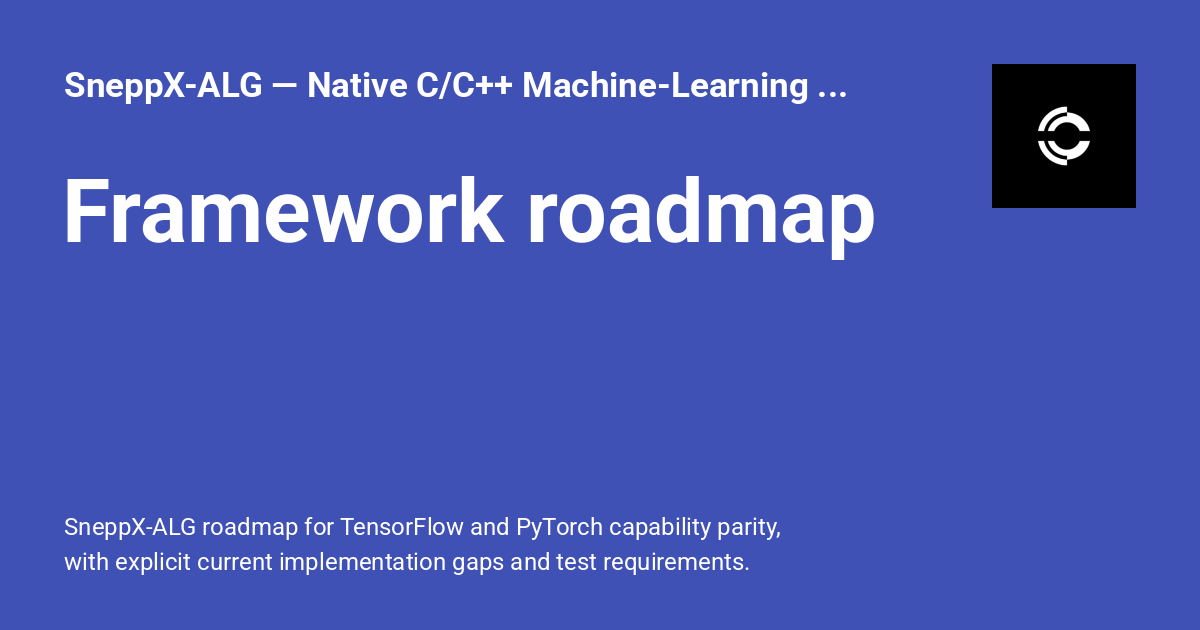 SneppX-ALG — Native C/C++ Machine-Learning ...
Framework roadmap
SneppX-ALG roadmap for TensorFlow and PyTorch capability parity,
with explicit current implementation gaps and test requirements.